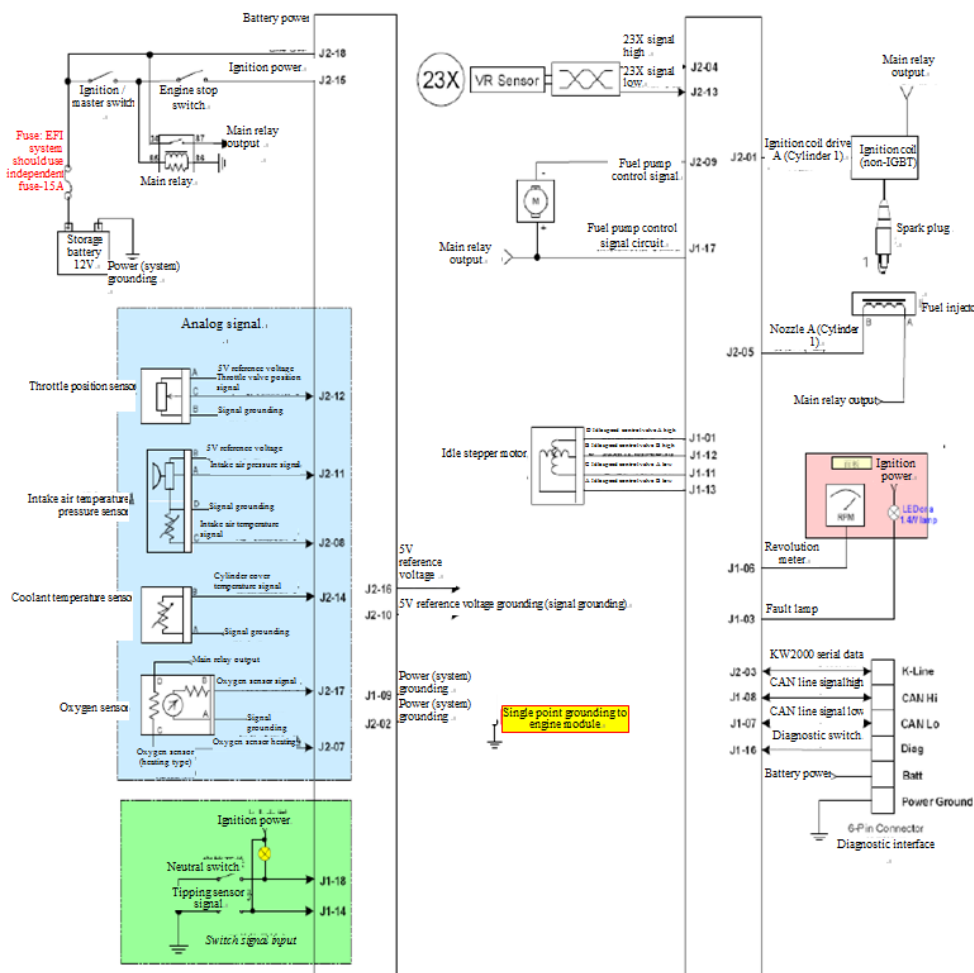 Battery power
J2-18
Ignition power
J2-15
Ignition /
master switch
Engine stop
switch
87
Main relay
output
85
86
Main relay
Fuse: EFI
system
should use
independent
fuse-15A
Storage
battery
12V
Power (system)
grounding
Analog signal
Throttle position sensor
A
5V reference voltage
Throttle valve position
signal
C
J2-12
B
Signal grounding
Intake air temperature
pressure sensor
5V reference voltage
A
Intake air pressure signal
J2-11
D
Signal grounding
Intake air temperature
signal
C
J2-08
Coolant temperature sensor
Cylinder cover
temperature signal
J2-14
A
Signal grounding
Main relay output
Oxygen sensor
D
B
Oxygen sensor signal
J2-17
A
Signal
grounding
C
Oxygen sensor heating
J2-07
Oxygen sensor
(heating type)
Ignition power
Neutral switch
J1-18
Tipping sensor
signal
J1-14
Switch signal input
5V
reference
voltage
J2-16
5V reference voltage grounding (signal grounding)
J2-10
Power (system)
grounding
J1-09
Power (system)
grounding
J2-02
Single point grounding to
engine module
23X
VR Sensor
23X signal
high
J2-04
23X signal
low
J2-13
Fuel pump
control signal
J2-09
M
Fuel pump control
signal circuit
J1-17
Main relay
output
Idle stepper motor
J1-01
J1-12
J1-11
J1-13
Main relay
output
J2-01
Ignition coil drive
A (Cylinder 1)
Ignition coil
(non-IGBT)
Spark plug
1
Fuel injecto
B
A
Nozzle A (Cylinder
1)
J2-05
Main relay output
Ignition
power
RPM
Revolution
meter
J1-06
Fault lamp
J1-03
KW2000 serial data
J2-03
K-Line
CAN line signal high
J1-08
CAN Hi
CAN line signal low
J1-07
CAN Lo
Diagnostic switch
J1-16
Diag
Battery power
Batt
Power Ground
6-Pin Connector
Diagnostic interface